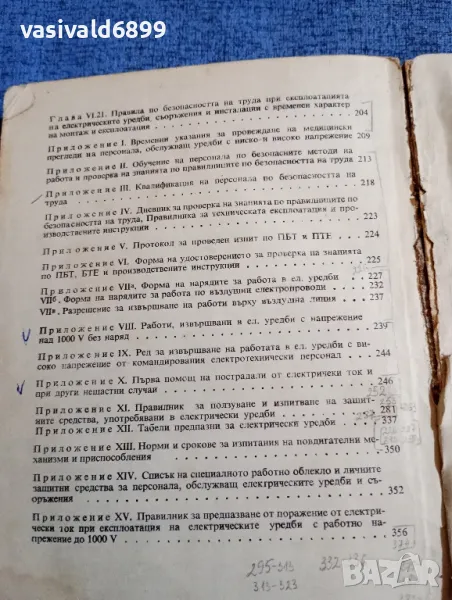 vasivald6899
Глава VI.21. Правила по безопасността на труда при експлоатацията
на електрическите уредби, съоръжения и инсталации с временен характер
на монтаж и експлоатация . . . . . . . . . . 204
Приложение I. Временни указания за провеждане на медицински
прегледи на персонала, обслужващ уредби с ниско и високо напрежение 209
Приложение II. Обучение на персонала по безопасните методи на
работа и проверка на знанията по правилниците по безопасността на труда 213
Приложение III. Квалификация на персонала по безопасността на
труда . . . . . . . . . . 218
Приложение IV. Дневник за проверка на знанията по правилниците по
безопасността на труда, Правилника за техническата експлоатация и про-
изводствените инструкции . . . . . . . . . . 223
Приложение V. Протокол за проведен изпит по ПБТ и ПТЕ . . 224
Приложение VI. Форма на удостоверението за проверка на знанията
по ПБТ, БТЕ и производствените инструкции . . . . . 225
Приложение VIIа. Форма на нарядите за работа в ел. уредби 227
VIIб. Форма на нарядите за работа по въздушни електропроводи . 232
VIIв. Разрешение за извършване на работи върху въздушна линия . 237
Приложение VIII. Работи, извършвани в ел. уредби с напрежение
над 1000 V без наряд . . . . . . . . . . 239
Приложение IX. Ред за извършване на работата в ел. уредби с ви-
соко напрежение от командирования електротехнически персонал . . 244
Приложение X. Първа помощ на пострадали от електрически ток и
при други нещастни случаи . . . . . . . . . . 246
Приложение XI. Правилник за ползуване и изпитване на защит-
ните средства, употребявани в електрически уредби . . . . 281
Приложение XII. Табели предпазни за електрически уредби . . 337
Приложение XIII. Норми и срокове за изпитания на повдигателни ме-
ханизми и приспособления . . . . . . . . . . 350
Приложение XIV. Списък на специалното работно облекло и личните
защитни средства за персонала, обслужващ електрическите уредби и съ-
оръжения . . . . . . . . . . 352
Приложение XV. Правилник за предпазване от поражение от електри-
чески ток при експлоатация на електрическите уредби с работно на-
прежение до 1000 V . . . . . . . . . . 356
295-313
313-323
BAZAR